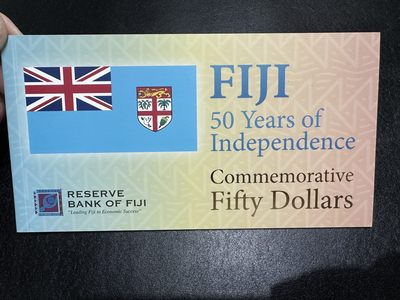 FIJI
50 Years of
Independence
Commemorative
Fifty Dollars
RESERVE
BANK OF FIJI
"Leading Fiji to Economic Success"